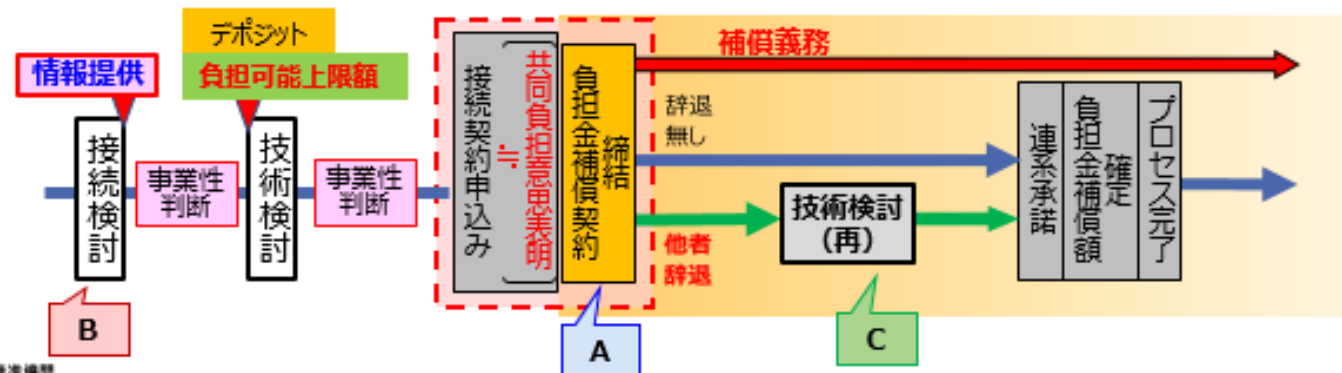 デポジット
情報提供
負担可能上限額
接続検討
事業性
判断
技術検討
事業性
判断
接続契約申込み
≒
(共同負担意思表明)
負担金補償契約
締結
補償義務
辞退
無し
他者
辞退
技術検討
(再)
連系承諾
負担金補償額
確定
プロセス完了
B
A
C